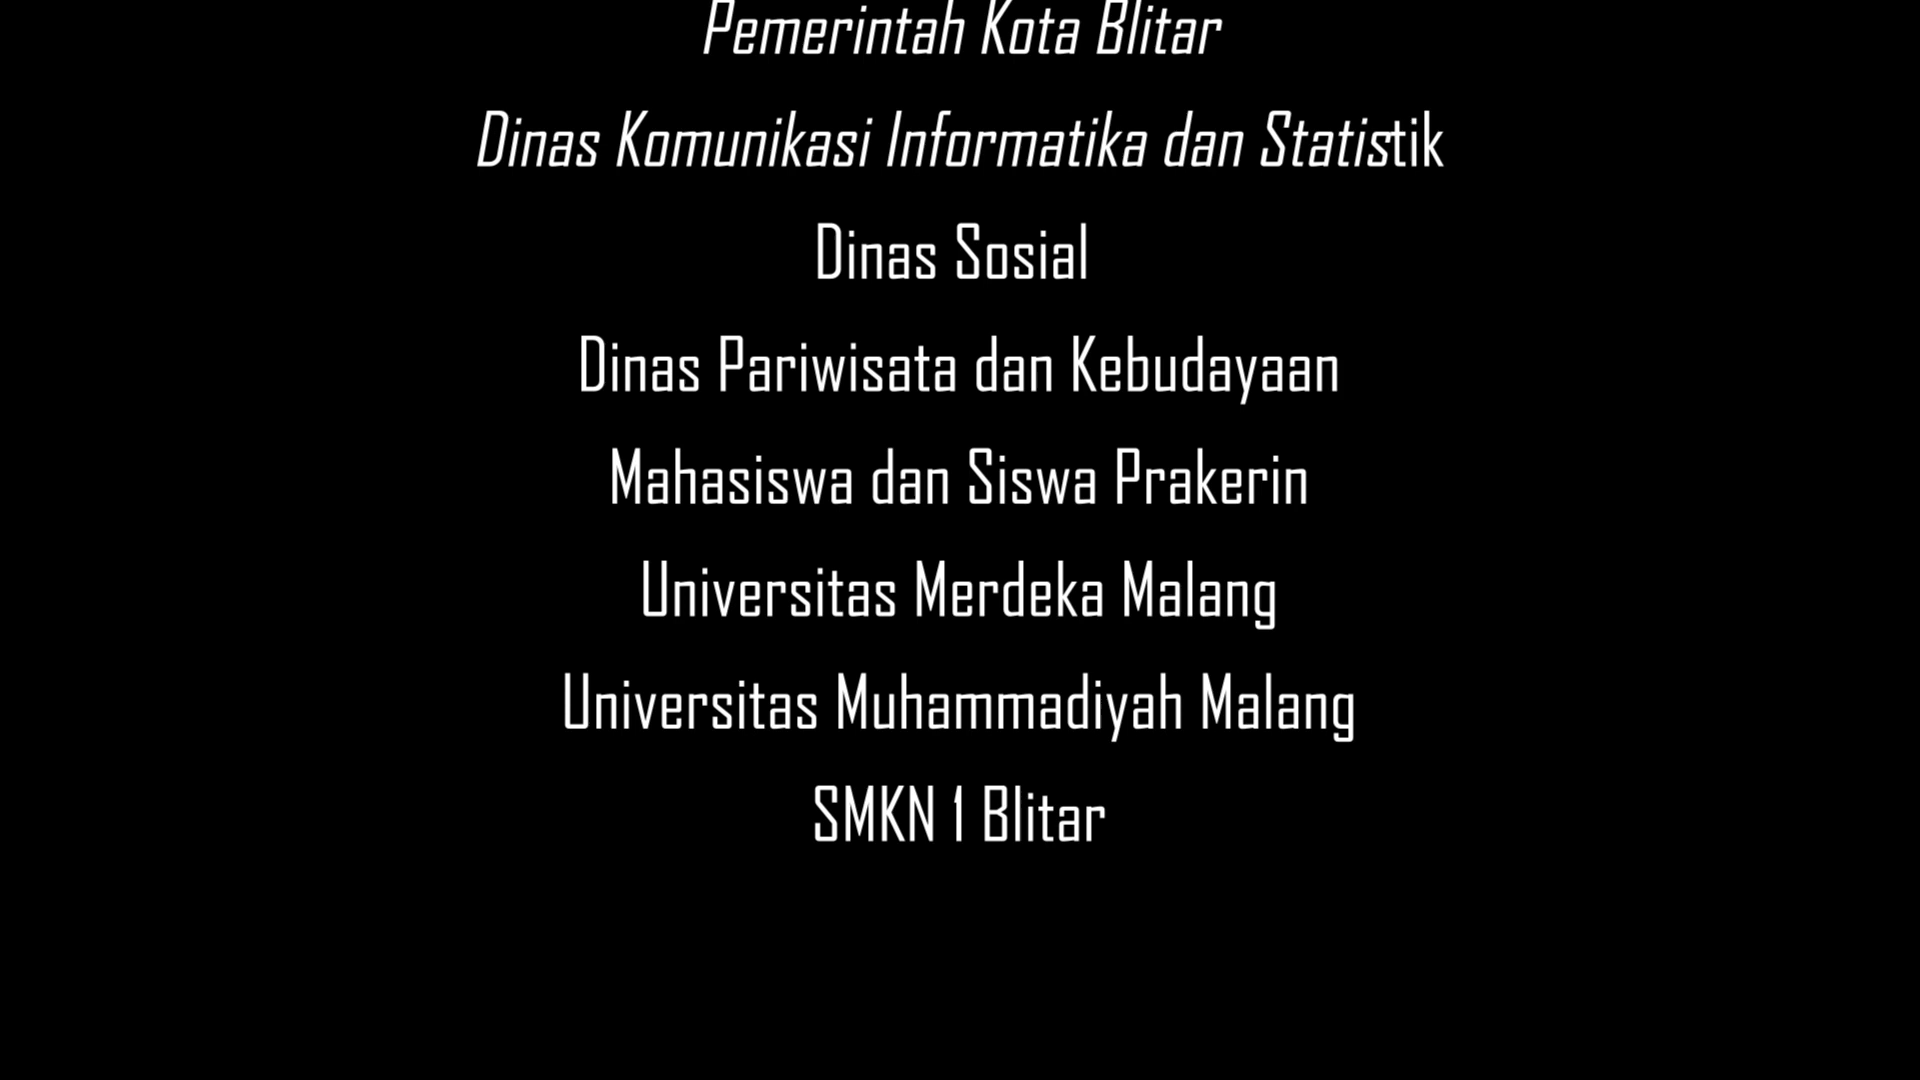 Pemerintah Kota Blitar
Dinas Komunikasi Informatika dan Statistik
Dinas Sosial
Dinas Pariwisata dan Kebudayaan
Mahasiswa dan Siswa Prakerin
Universitas Merdeka Malang
Universitas Muhammadiyah Malang
SMKN 1 Blitar